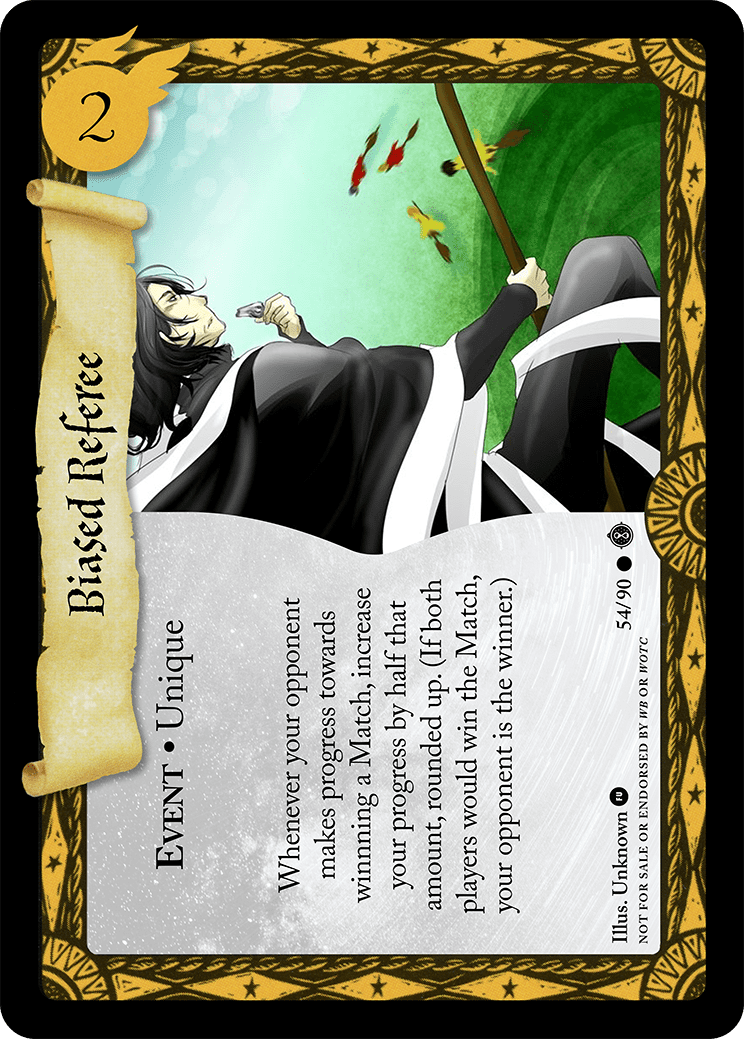 2
Biased Referee
EVENT • Unique
Whenever your opponent
makes progress towards
winnning a Match, increase
your progress by half that
amount, rounded up. (If both
players would win the Match,
your opponent is the winner.)
Illus. Unknown FU 54/90
NOT FOR SALE OR ENDORSED BY WB OR WOTC